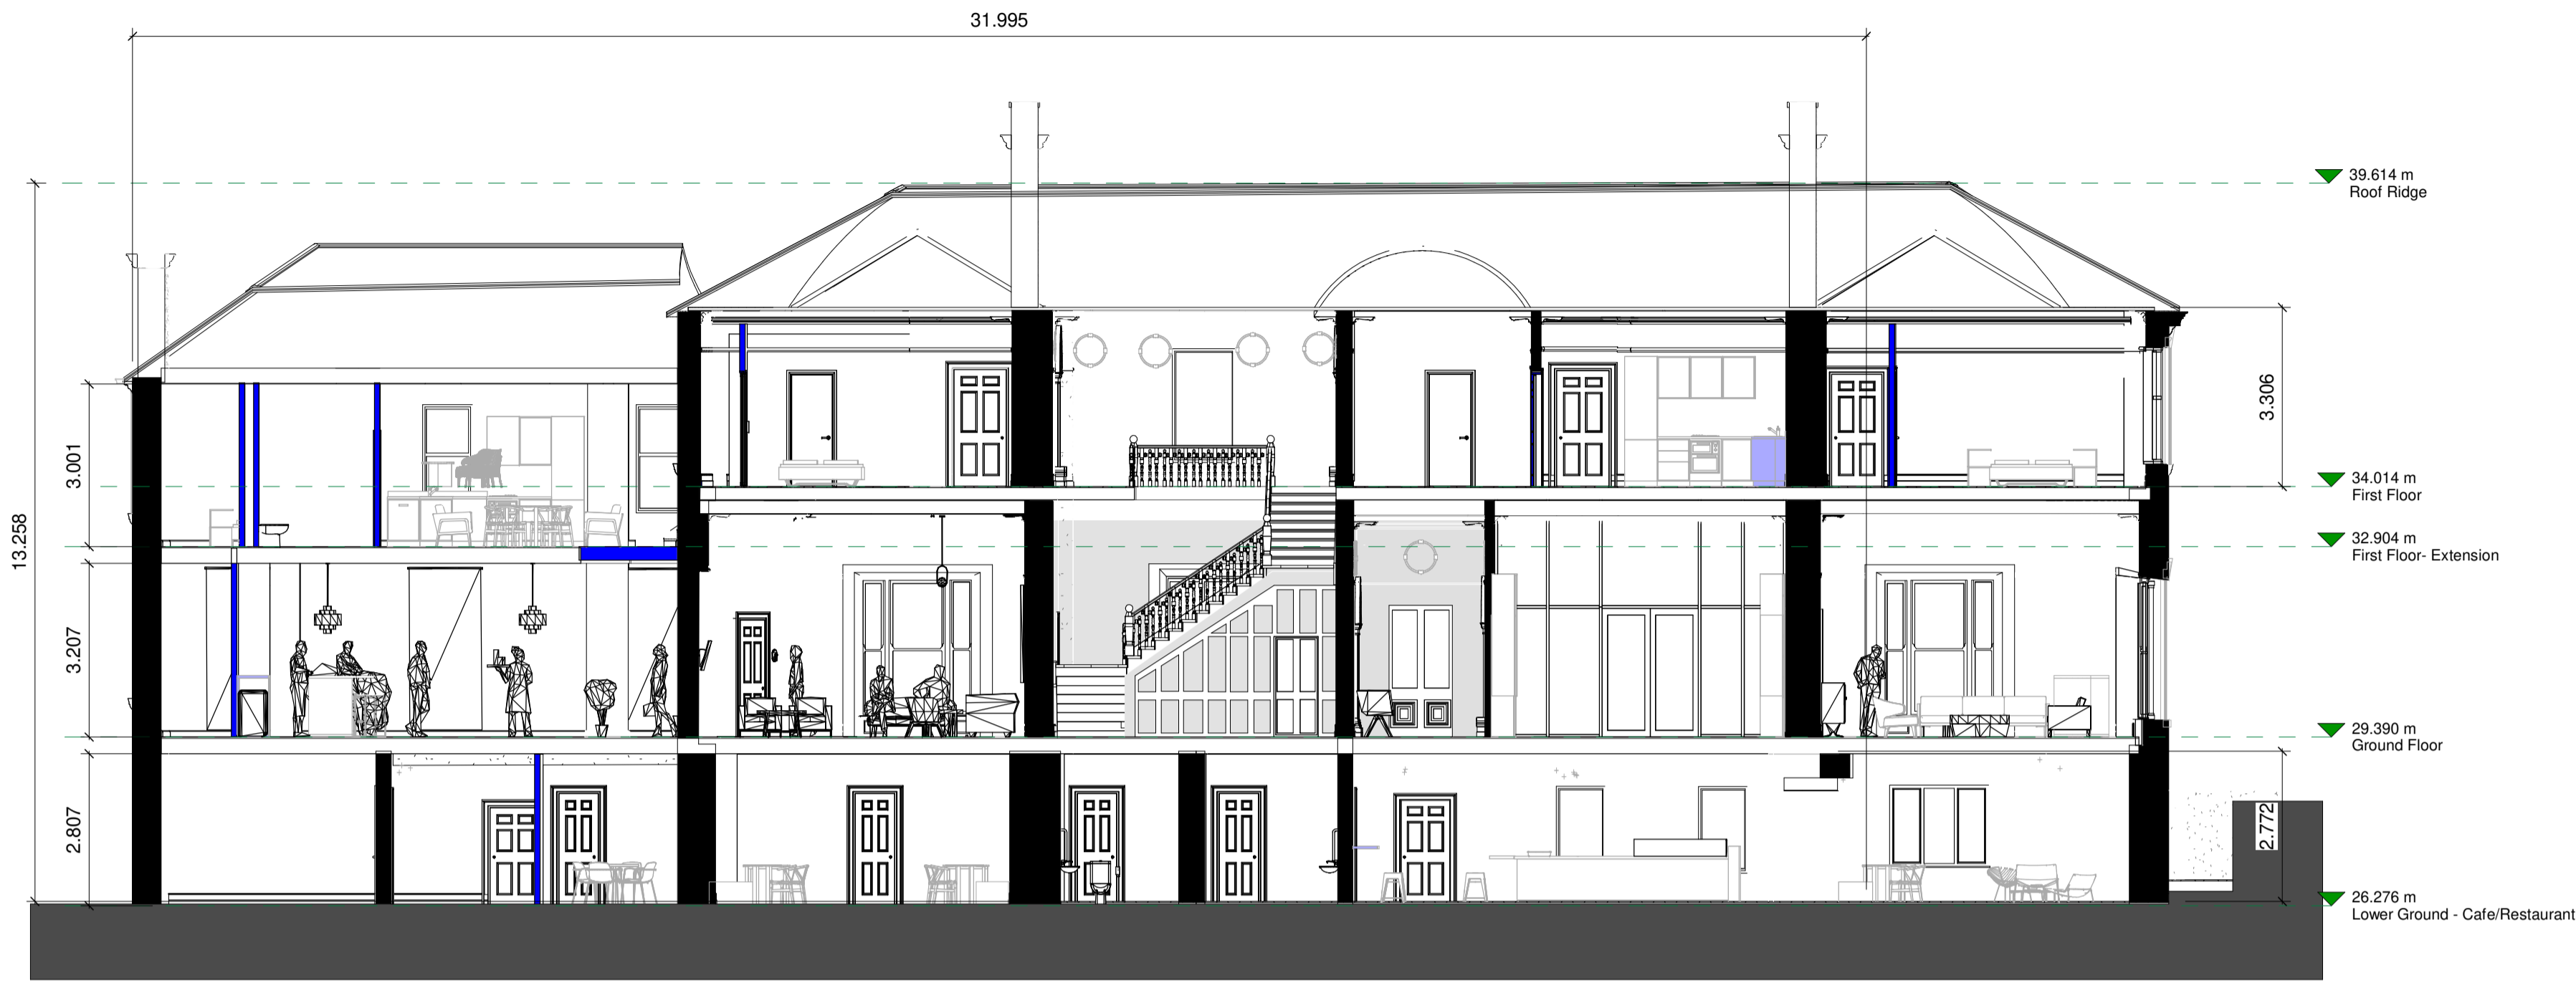 31.995
39.614 m
Roof Ridge
13.258
3.001
3.306
34.014 m
First Floor
32.904 m
First Floor- Extension
3.207
29.390 m
Ground Floor
2.807
2.772
26.276 m
Lower Ground - Cafe/Restaurant